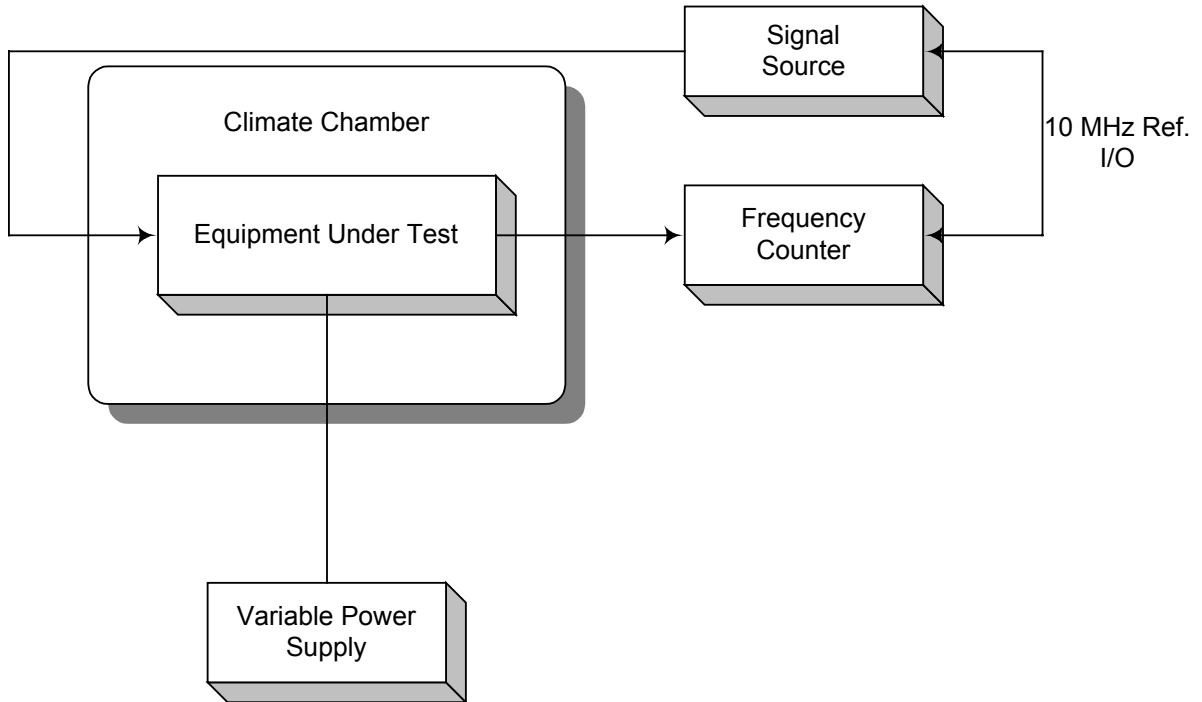 Signal
Source
Climate Chamber
10 MHz Ref.
I/O
Equipment Under Test
Frequency
Counter
Variable Power
Supply